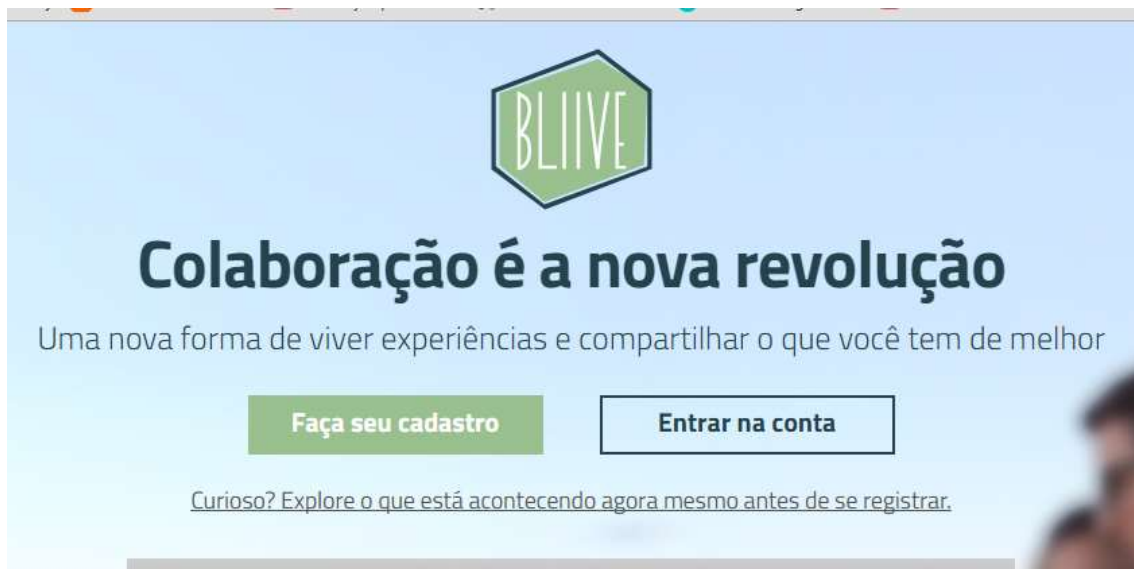 BLIIVE
Colaboração é a nova revolução
Uma nova forma de viver experiências e compartilhar o que você tem de melhor
Faça seu cadastro
Entrar na conta
Curioso? Explore o que está acontecendo agora mesmo antes de se registrar.